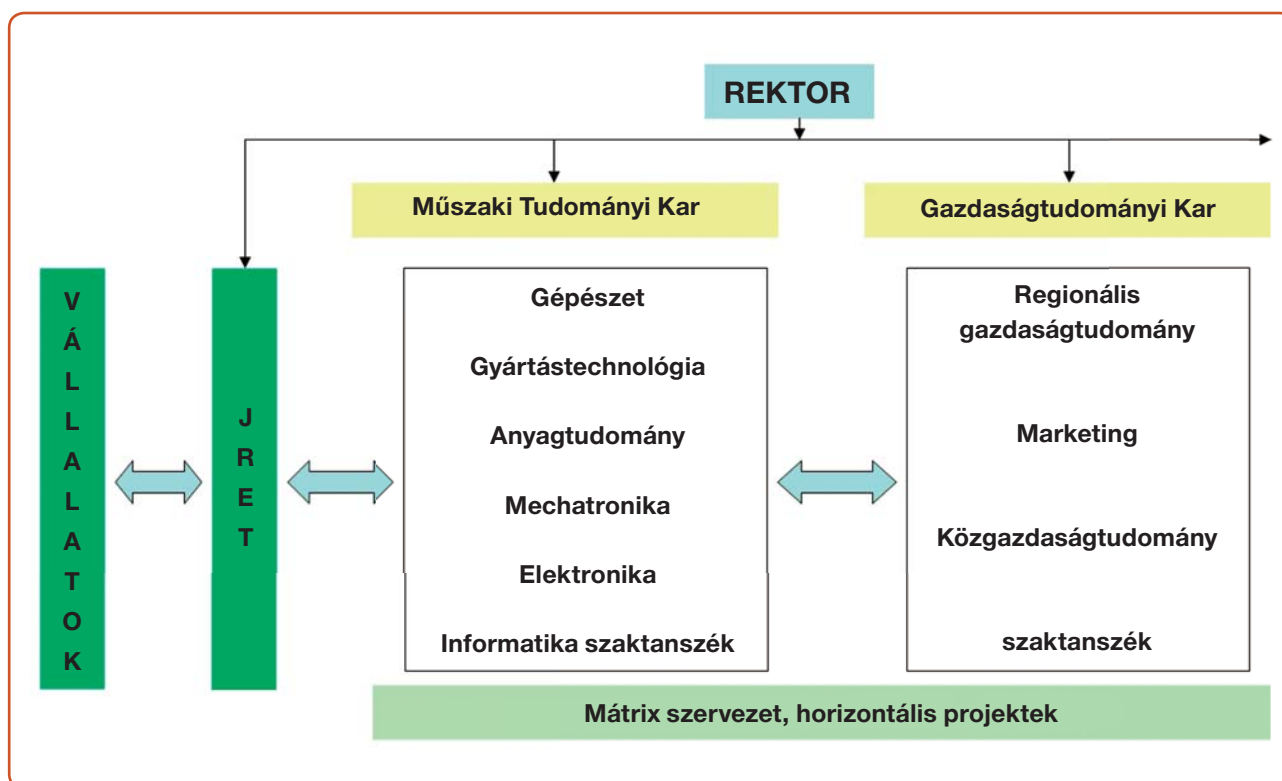 REKTOR
Műszaki Tudományi Kar
Gazdaságtudományi Kar
V
Á
L
L
A
L
A
T
O
K
J
R
E
T
Gépészet
Gyártástechnológia
Anyagtudomány
Mechatronika
Elektronika
Informatika szaktanszék
Regionális
gazdaságtudomány
Marketing
Közgazdaságtudomány
szaktanszék
Mátrix szervezet, horizontális projektek